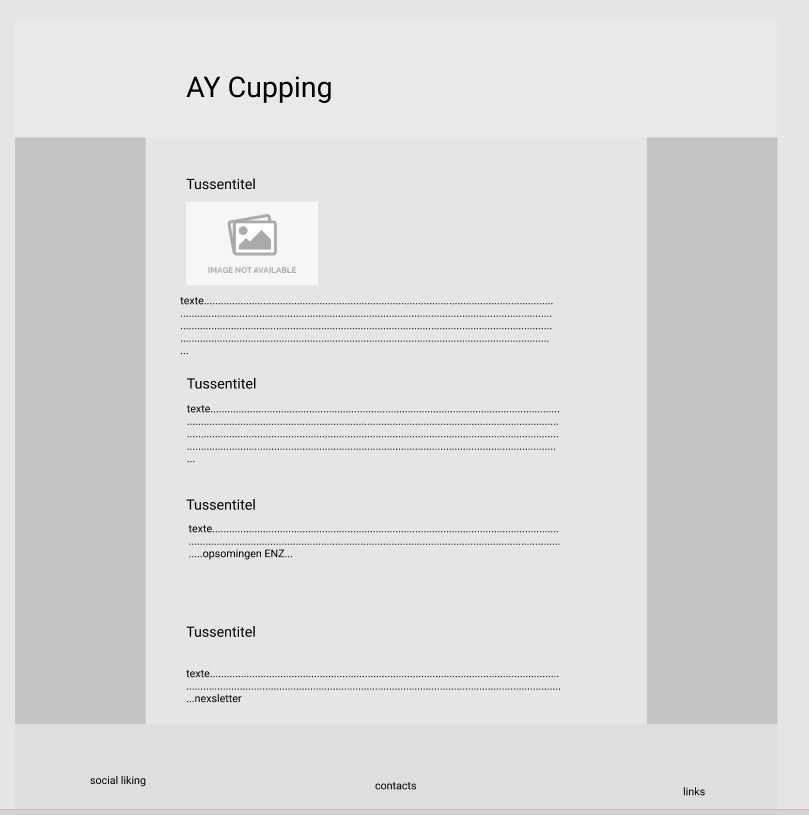 AY Cupping
Tussentitel
IMAGE NOT AVAILABLE
texte...................................................................................................................................
............................................................................................................................................
............................................................................................................................................
...........................................................................................................................................
...
Tussentitel
texte...................................................................................................................................
............................................................................................................................................
............................................................................................................................................
...........................................................................................................................................
...
Tussentitel
texte..................................................................................................................................
............................................................................................................................................
.....opsomingen ENZ...
Tussentitel
texte...................................................................................................................................
.............................................................................................................................................
...nexsletter
social liking
contacts
links